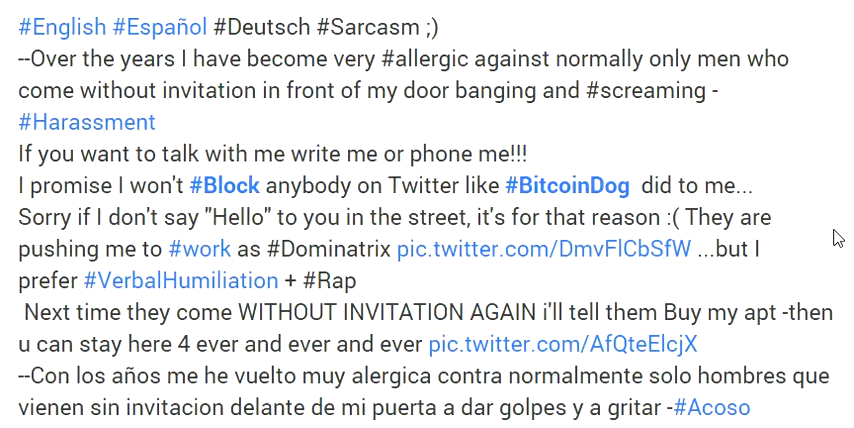 #English #Español #Deutsch #Sarcasm ;)
--Over the years I have become very #allergic against normally only men who
come without invitation in front of my door banging and #screaming -
#Harassment
If you want to talk with me write me or phone me!!!
I promise I won't #Block anybody on Twitter like #BitcoinDog did to me...
Sorry if I don't say "Hello" to you in the street, it's for that reason :( They are
pushing me to #work as #Dominatrix pic.twitter.com/DmvFlCbSfW ...but I
prefer #VerbalHumiliation + #Rap
Next time they come WITHOUT INVITATION AGAIN i'll tell them Buy my apt -then
u can stay here 4 ever and ever and ever pic.twitter.com/AfQteElcjX
--Con los años me he vuelto muy alergica contra normalmente solo hombres que
vienen sin invitacion delante de mi puerta a dar golpes y a gritar -#Acoso